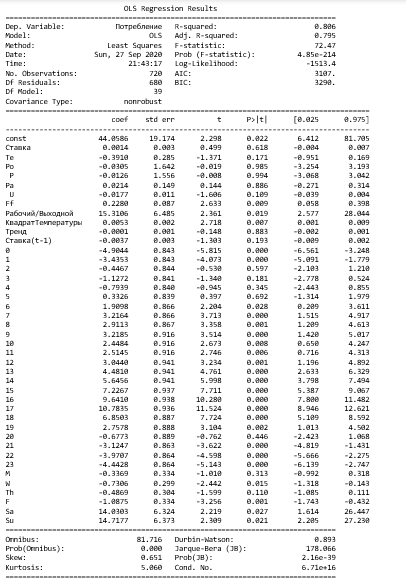 OLS Regression Results
Dep. Variable: Потребление R-squared: 0.806
Model: OLS Adj. R-squared: 0.795
Method: Least Squares F-statistic: 72.47
Date: Sun, 27 Sep 2020 Prob (F-statistic): 4.85e-214
Time: 21:43:17 Log-Likelihood: -1513.4
No. Observations: 720 AIC: 3107.
Df Residuals: 680 BIC: 3290.
Df Model: 39
Covariance Type: nonrobust
coef std err t P>|t| [0.025 0.975]
const 44.0586 19.174 2.298 0.022 6.412 81.705
Ставка 0.0014 0.003 0.499 0.618 -0.004 0.007
Te -0.3910 0.285 -1.371 0.171 -0.951 0.169
Po -0.0305 1.642 -0.019 0.985 -3.254 3.193
P -0.0126 1.556 -0.008 0.994 -3.068 3.042
Pa 0.0214 0.149 0.144 0.886 -0.271 0.314
U -0.0177 0.011 -1.606 0.109 -0.039 0.004
Ff 0.2280 0.087 2.633 0.009 0.058 0.398
Рабочий/Выходной 15.3106 6.485 2.361 0.019 2.577 28.044
КвадратТемпературы 0.0053 0.002 2.718 0.007 0.001 0.009
Тренд -0.0001 0.001 -0.148 0.883 -0.002 0.001
Ставка(t-1) -0.0037 0.003 -1.303 0.193 -0.009 0.002
0 -4.9044 0.843 -5.815 0.000 -6.561 -3.248
1 -3.4353 0.843 -4.073 0.000 -5.091 -1.779
2 -0.4467 0.844 -0.530 0.597 -2.103 1.210
3 -1.1272 0.841 -1.340 0.181 -2.778 0.524
4 -0.7939 0.840 -0.945 0.345 -2.443 0.855
5 0.3326 0.839 0.397 0.692 -1.314 1.979
6 1.9098 0.866 2.204 0.028 0.209 3.611
7 3.2164 0.866 3.713 0.000 1.515 4.917
8 2.9113 0.867 3.358 0.001 1.209 4.613
9 3.2185 0.916 3.514 0.000 1.420 5.017
10 2.4484 0.916 2.673 0.008 0.650 4.247
11 2.5145 0.916 2.746 0.006 0.716 4.313
12 3.0440 0.941 3.234 0.001 1.196 4.892
13 4.4810 0.941 4.761 0.000 2.633 6.329
14 5.6456 0.941 5.998 0.000 3.798 7.494
15 7.2267 0.937 7.711 0.000 5.387 9.067
16 9.6410 0.938 10.280 0.000 7.800 11.482
17 10.7835 0.936 11.524 0.000 8.946 12.621
18 6.8503 0.887 7.724 0.000 5.109 8.592
19 2.7578 0.888 3.104 0.002 1.013 4.502
20 -0.6773 0.889 -0.762 0.446 -2.423 1.068
21 -3.1247 0.863 -3.622 0.000 -4.819 -1.431
22 -3.9707 0.864 -4.598 0.000 -5.666 -2.275
23 -4.4428 0.864 -5.143 0.000 -6.139 -2.747
M -0.3369 0.334 -1.010 0.313 -0.992 0.318
W -0.7306 0.299 -2.442 0.015 -1.318 -0.143
Th -0.4869 0.304 -1.599 0.110 -1.085 0.111
F -1.0875 0.334 -3.256 0.001 -1.743 -0.432
Sa 14.0303 6.324 2.219 0.027 1.614 26.447
Su 14.7177 6.373 2.309 0.021 2.205 27.230
Omnibus: 81.716 Durbin-Watson: 0.893
Prob(Omnibus): 0.000 Jarque-Bera (JB): 178.066
Skew: 0.651 Prob(JB): 2.16e-39
Kurtosis: 5.060 Cond. No. 6.71e+16